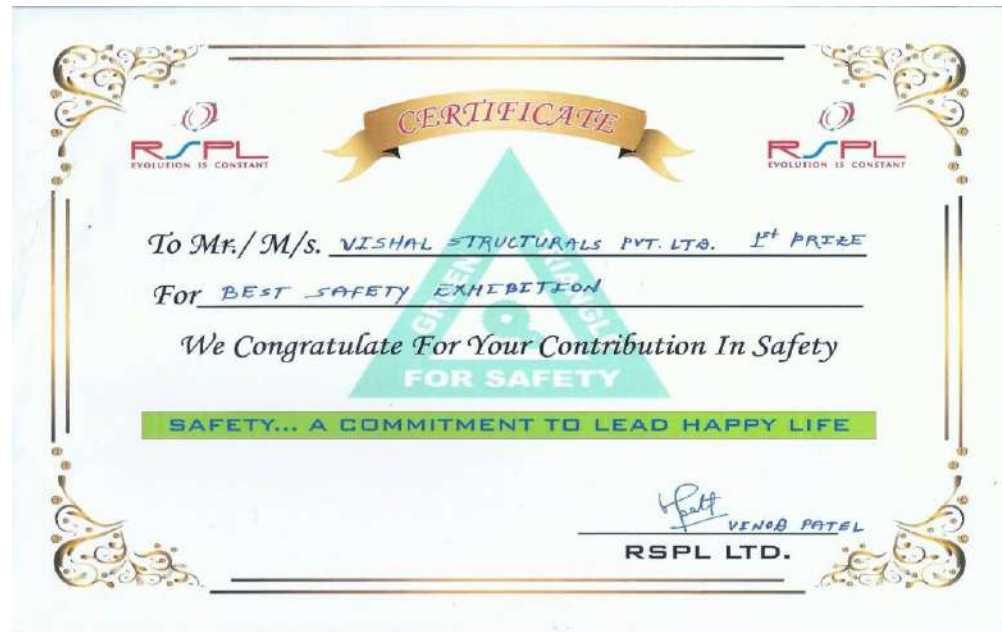 CERTIFICATE
RSPL
EVOLUTION IS CONSTANT
RSPL
EVOLUTION IS CONSTANT
To Mr./ M/s. VISHAL STRUCTURALS PVT. LTD. 1st PRIZE
For BEST SAFETY EXHIBITION
GREEN TRIANGLE
We Congratulate For Your Contribution In Safety
FOR SAFETY
SAFETY... A COMMITMENT TO LEAD HAPPY LIFE
VINOD PATEL
RSPL LTD.